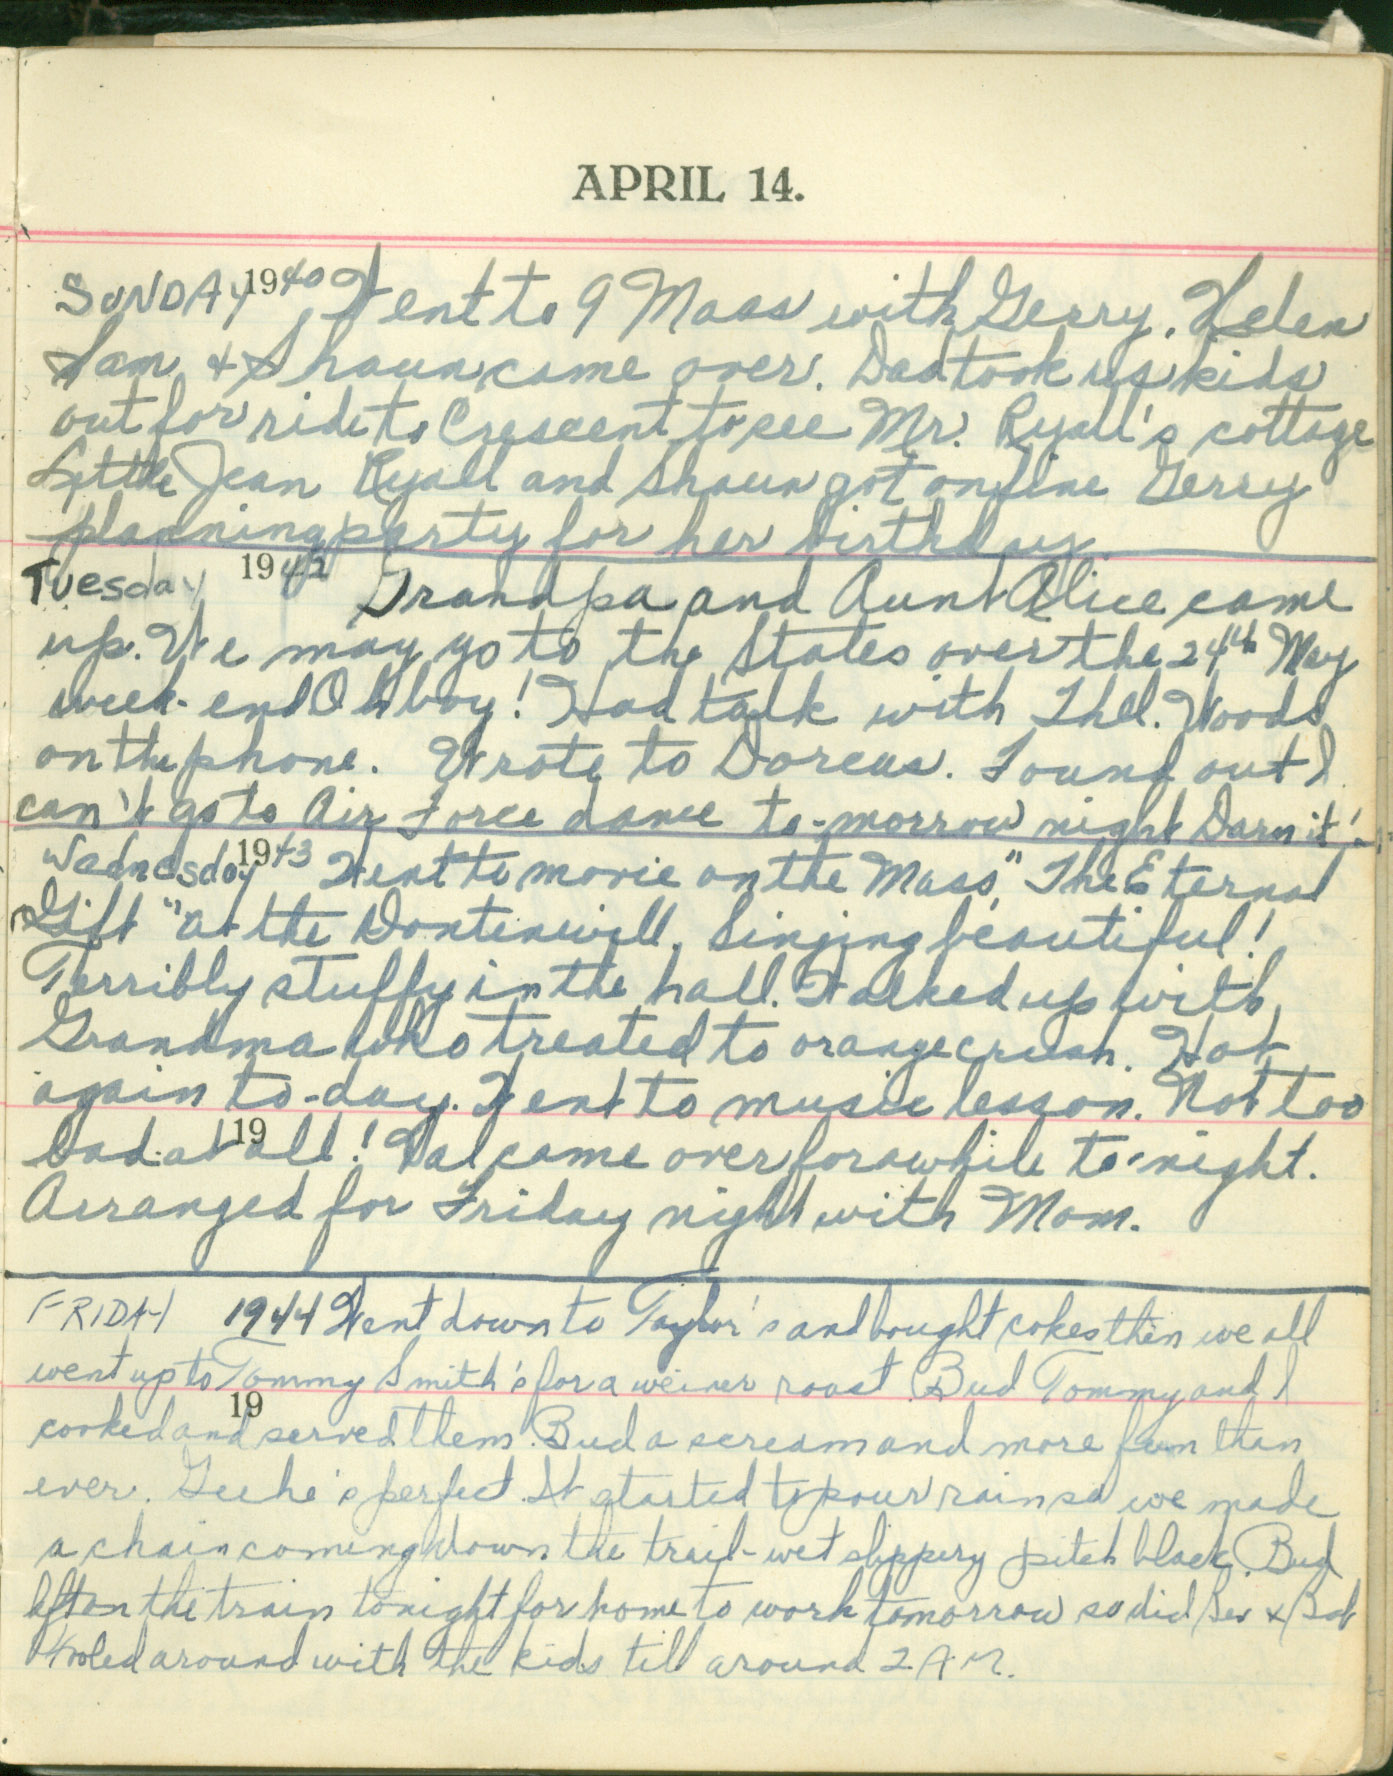 APRIL 14.
SUNDAY 1940 Went to 9 Mass with Gerry. Helen
Sam & Shaun came over. Dad took us kids
out for ride to Crescent to see Mr. Ryall's cottage
Little Jean Ryall and Shaun got on fine Gerry
planning party for her birthday.
Tuesday 1942 Grandpa and Aunt Alice came
up. We may go to the States over the 24th May
week-end Oh boy! Had talk with Thel. Woods
on the phone. Wrote to Dorcas. Found out I
can't go to Air Force dance to-morrow night Darn it!
Wednesday 1943 Went to movie on the Mass, "The Eternal
Gift" at the Dontenwill. Singing beautiful!
Terribly stuffy in the hall. Walked up with
Grandma who treated to orange crush. Hot
again to-day. Went to music lesson. Not too
19
bad at all! Val came over for awhile to-night.
Arranged for Friday night with Mom.
FRIDAY 1944 Went down to Taylor's and bought cokes then we all
went up to Tommy Smith's for a weiner roast Bud Tommy and I
19
cooked and served them. Bud a scream and more fun than
ever. Gee he's perfect. It started to pour rain so we made
a chain coming down the trail-wet slippery pitch black. Bud
left on the train tonight for home to work tomorrow so did Bev & Bob
Fooled around with the kids till around 2 A.M.